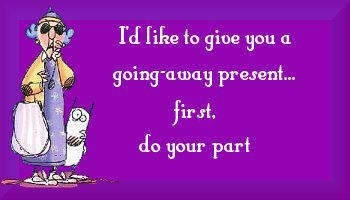 I'd like to give you a
going-away present...
first,
do your part